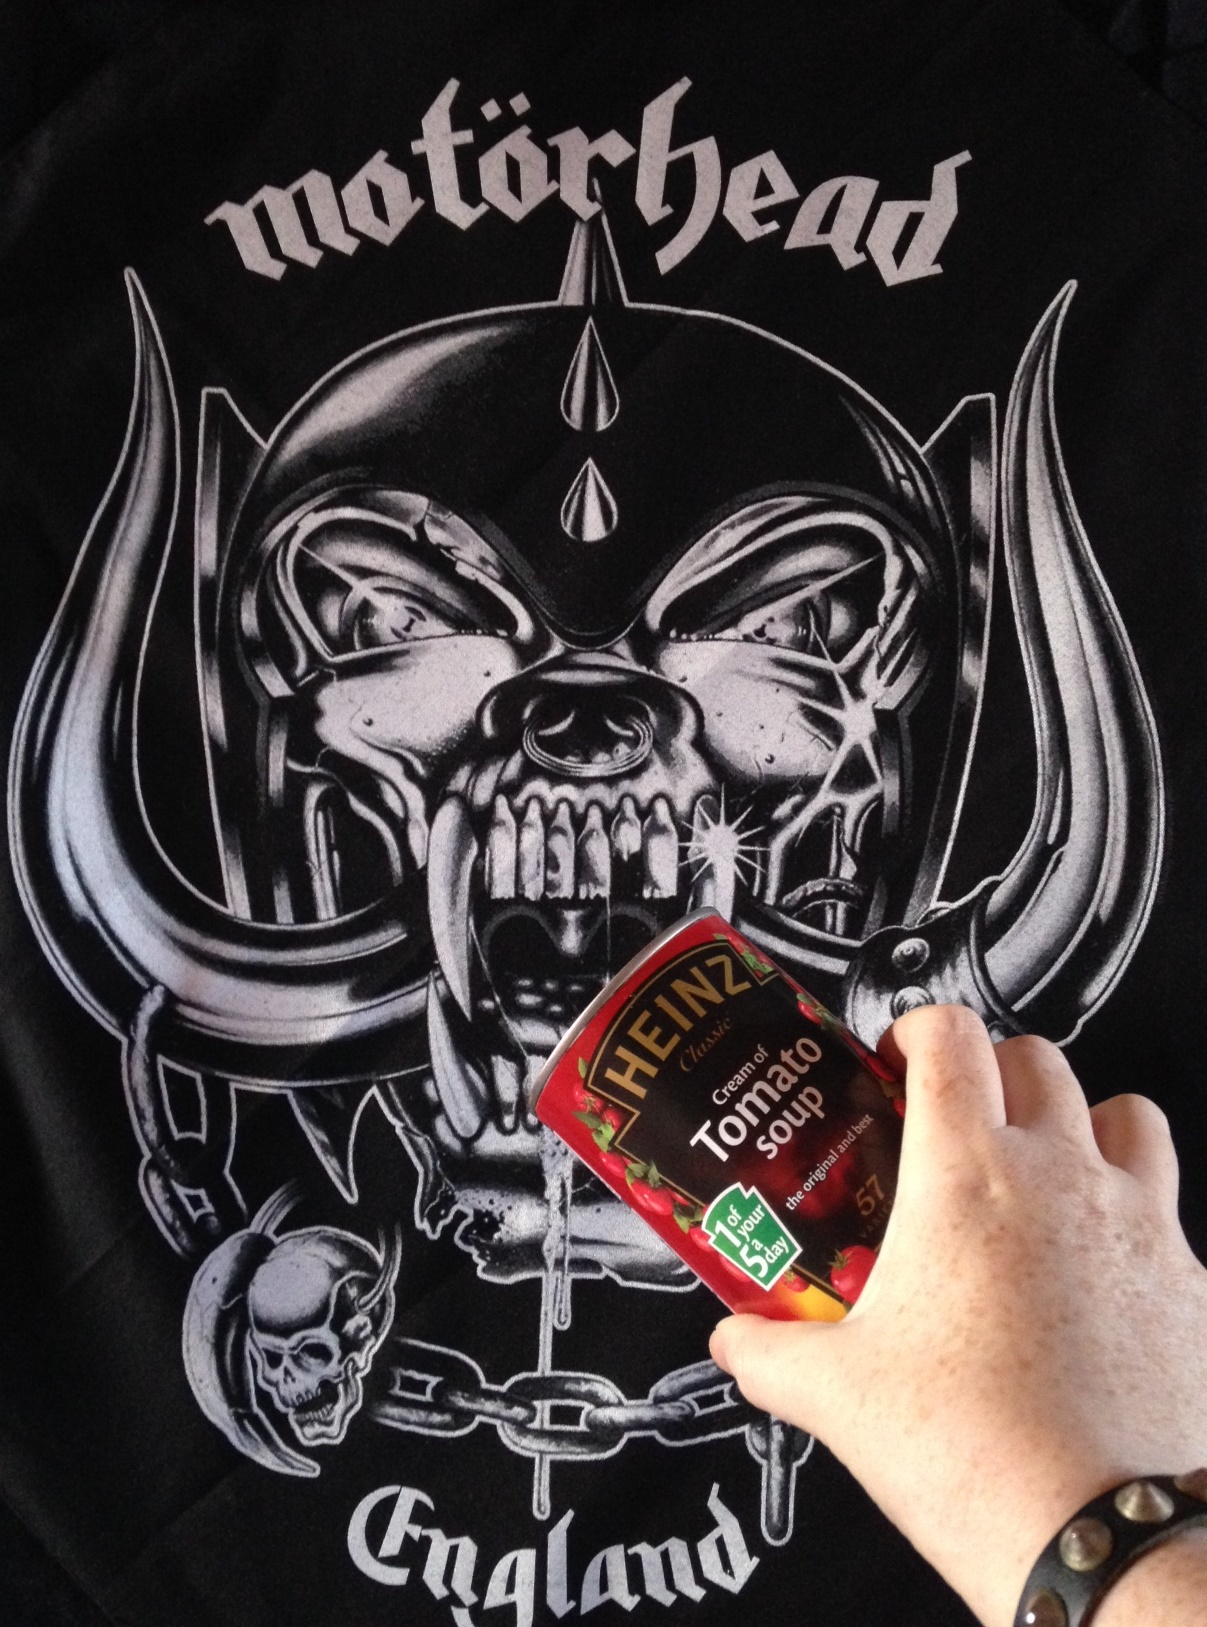 motörhead
HEINZ
Classic
Cream of
Tomato
soup
the original and best
57
1 of
your
5 a
day
England